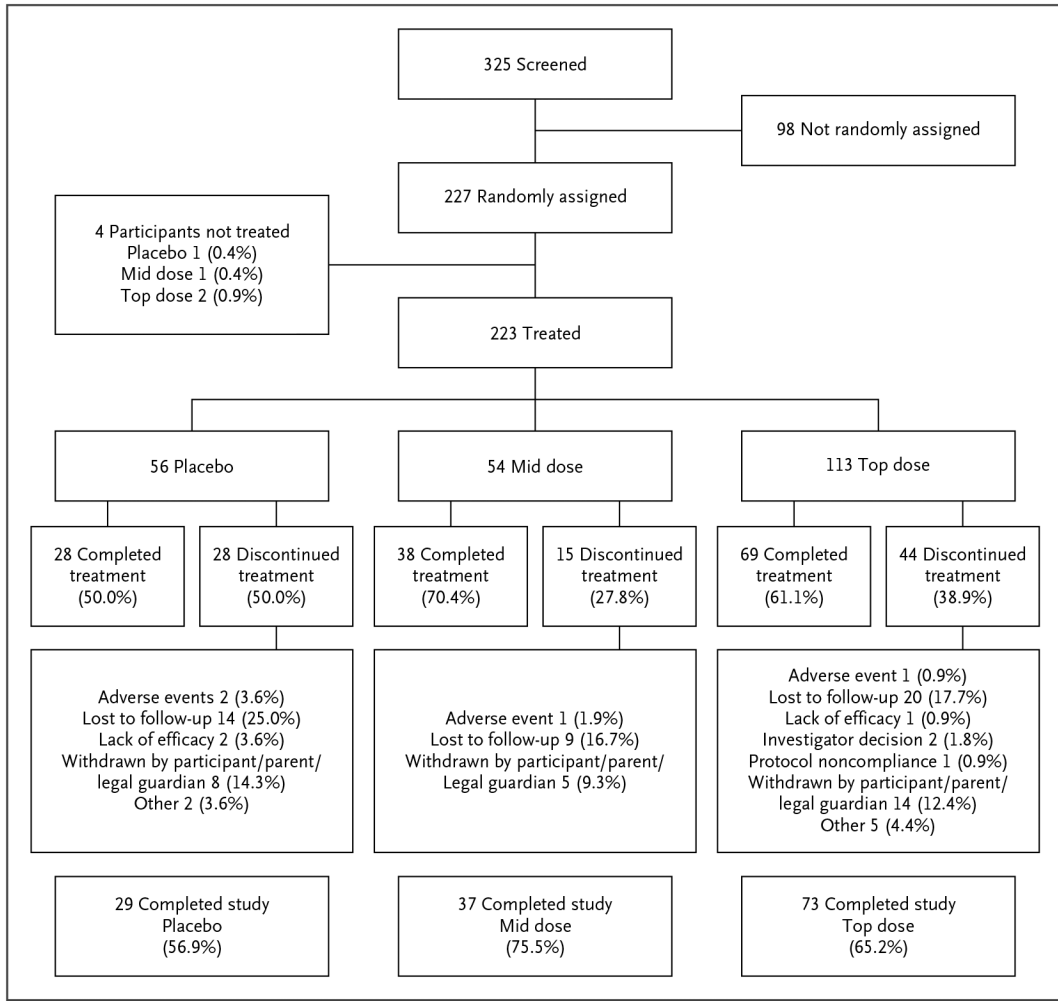 325 Screened
98 Not randomly assigned
227 Randomly assigned
4 Participants not treated
Placebo 1 (0.4%)
Mid dose 1 (0.4%)
Top dose 2 (0.9%)
223 Treated
56 Placebo
54 Mid dose
113 Top dose
28 Completed
treatment
(50.0%)
28 Discontinued
treatment
(50.0%)
38 Completed
treatment
(70.4%)
15 Discontinued
treatment
(27.8%)
69 Completed
treatment
(61.1%)
44 Discontinued
treatment
(38.9%)
Adverse events 2 (3.6%)
Lost to follow-up 14 (25.0%)
Lack of efficacy 2 (3.6%)
Withdrawn by participant/parent/
legal guardian 8 (14.3%)
Other 2 (3.6%)
Adverse event 1 (1.9%)
Lost to follow-up 9 (16.7%)
Withdrawn by participant/parent/
Legal guardian 5 (9.3%)
Adverse event 1 (0.9%)
Lost to follow-up 20 (17.7%)
Lack of efficacy 1 (0.9%)
Investigator decision 2 (1.8%)
Protocol noncompliance 1 (0.9%)
Withdrawn by participant/parent/
legal guardian 14 (12.4%)
Other 5 (4.4%)
29 Completed study
Placebo
(56.9%)
37 Completed study
Mid dose
(75.5%)
73 Completed study
Top dose
(65.2%)